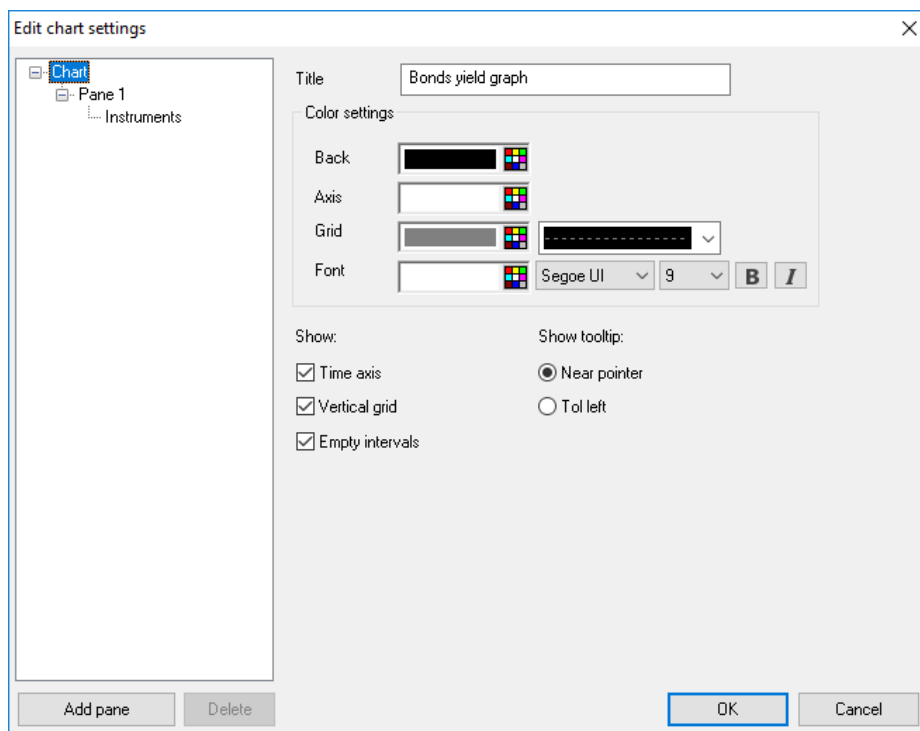 Edit chart settings
Chart
Pane 1
Instruments
Title
Bonds yield graph
Color settings
Back
Axis
Grid
Font
Segoe UI
9
B
I
Show:
Show tooltip:
Time axis
Near pointer
Vertical grid
Tol left
Empty intervals
Add pane
Delete
OK
Cancel